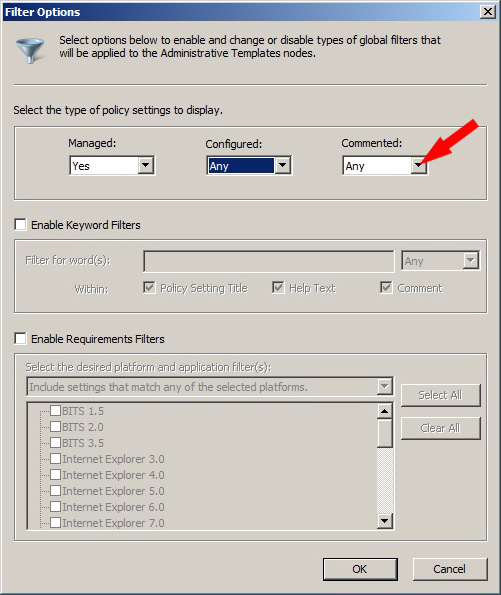 Filter Options
Select options below to enable and change or disable types of global filters that
will be applied to the Administrative Templates nodes.
Select the type of policy settings to display.
Managed: Configured: Commented:
Yes Any Any
Enable Keyword Filters
Filter for word(s): Any
Within: Policy Setting Title Help Text Comment
Enable Requirements Filters
Select the desired platform and application filter(s):
Include settings that match any of the selected platforms. Select All
BITS 1.5
BITS 2.0 Clear All
BITS 3.5
Internet Explorer 3.0
Internet Explorer 4.0
Internet Explorer 5.0
Internet Explorer 6.0
Internet Explorer 7.0
OK Cancel